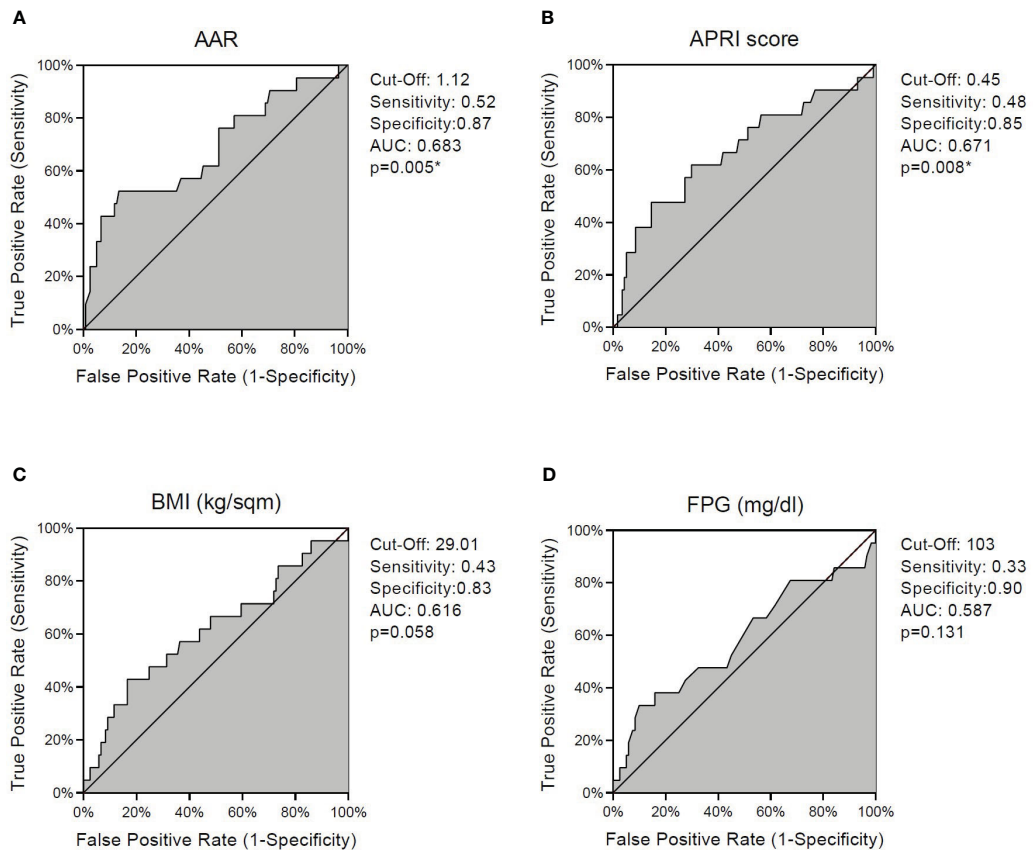 A
AAR
100%
80%
60%
40%
20%
0%
0% 20% 40% 60% 80% 100%
True Positive Rate (Sensitivity)
False Positive Rate (1-Specificity)
Cut-Off: 1.12
Sensitivity: 0.52
Specificity:0.87
AUC: 0.683
p=0.005*
B
APRI score
100%
80%
60%
40%
20%
0%
0% 20% 40% 60% 80% 100%
True Positive Rate (Sensitivity)
False Positive Rate (1-Specificity)
Cut-Off: 0.45
Sensitivity: 0.48
Specificity:0.85
AUC: 0.671
p=0.008*
C
BMI (kg/sqm)
100%
80%
60%
40%
20%
0%
0% 20% 40% 60% 80% 100%
True Positive Rate (Sensitivity)
False Positive Rate (1-Specificity)
Cut-Off: 29.01
Sensitivity: 0.43
Specificity:0.83
AUC: 0.616
p=0.058
D
FPG (mg/dl)
100%
80%
60%
40%
20%
0%
0% 20% 40% 60% 80% 100%
True Positive Rate (Sensitivity)
False Positive Rate (1-Specificity)
Cut-Off: 103
Sensitivity: 0.33
Specificity:0.90
AUC: 0.587
p=0.131